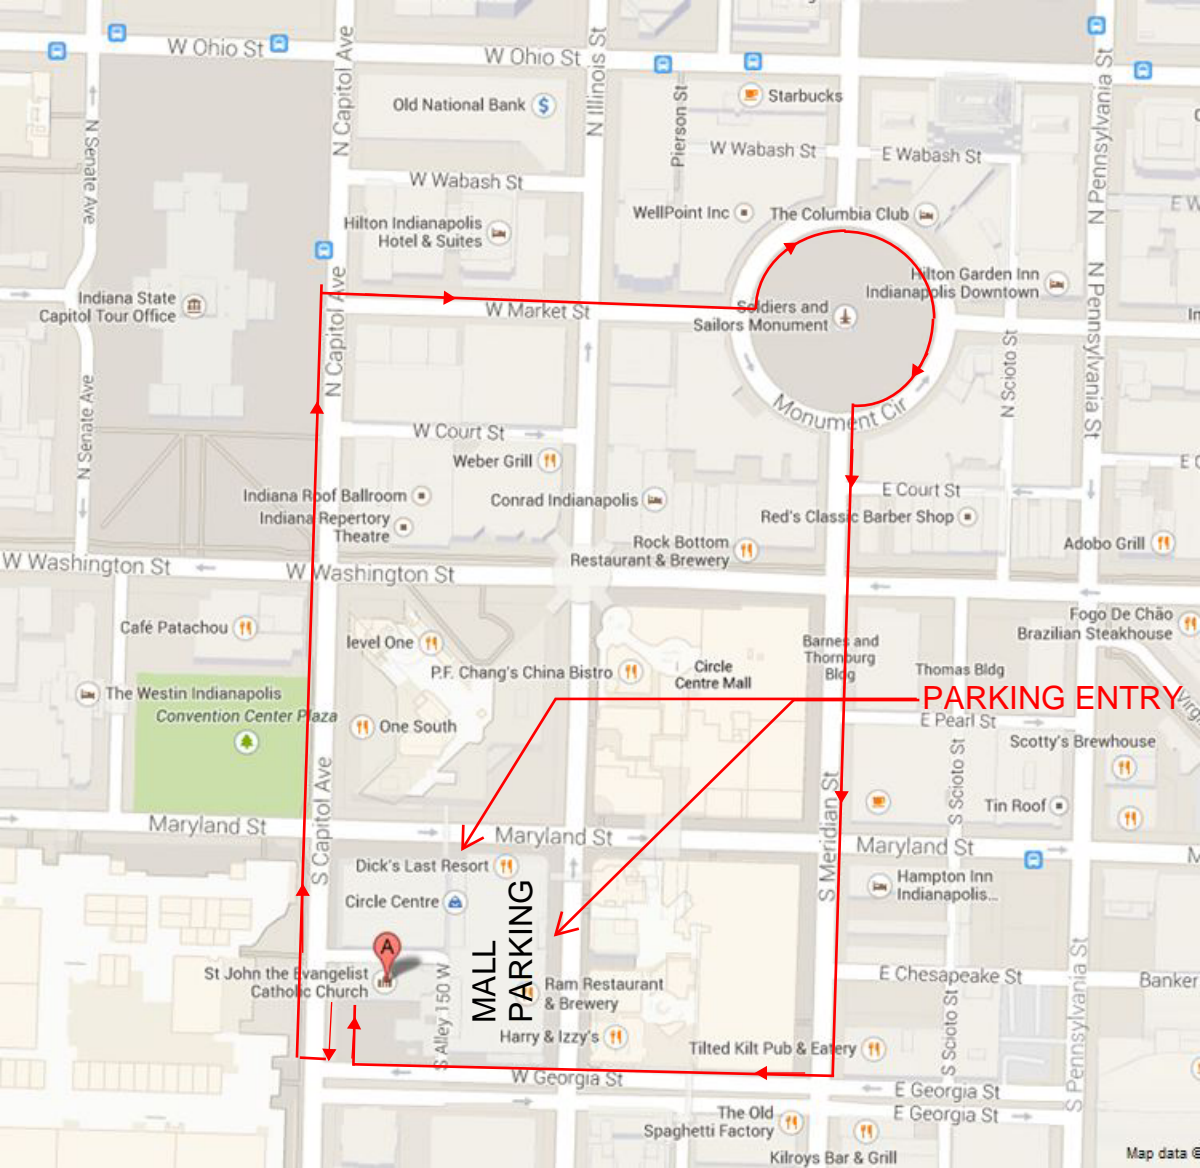 W Ohio St
W Ohio St
N Capitol Ave
N Illinois St
N Pennsylvania St
Old National Bank
Starbucks
Pierson St
N Senate Ave
W Wabash St
E Wabash St
W Wabash St
E W
WellPoint Inc
The Columbia Club
Hilton Indianapolis
Hotel & Suites
Hilton Garden Inn
Indianapolis Downtown
Indiana State
Capitol Tour Office
N Capitol Ave
W Market St
Soldiers and
Sailors Monument
In
N Pennsylvania St
N Scioto St
N Senate Ave
Monument Cir
W Court St
Weber Grill
E C
Indiana Roof Ballroom
Conrad Indianapolis
E Court St
Indiana Repertory
Theatre
Red's Classic Barber Shop
Rock Bottom
Restaurant & Brewery
Adobo Grill
W Washington St
W Washington St
Café Patachou
level One
Barnes and
Thornburg
Bldg
Fogo De Chão
Brazilian Steakhouse
P.F. Chang's China Bistro
Circle
Centre Mall
Thomas Bldg
The Westin Indianapolis
PARKING ENTRY
Virg
Convention Center Plaza
One South
E Pearl St
Scotty's Brewhouse
S Scioto St
S Capitol Ave
S Meridian St
Tin Roof
Maryland St
Maryland St
Maryland St
M
Dick's Last Resort
Hampton Inn
Indianapolis...
Circle Centre
MALL
PARKING
A
St John the Evangelist
Catholic Church
S Alley 150 W
Ram Restaurant
& Brewery
E Chesapeake St
Banker
S Scioto St
S Pennsylvania St
Harry & Izzy's
Tilted Kilt Pub & Eatery
W Georgia St
E Georgia St
E Georgia St
The Old
Spaghetti Factory
Kilroys Bar & Grill
Map data ©